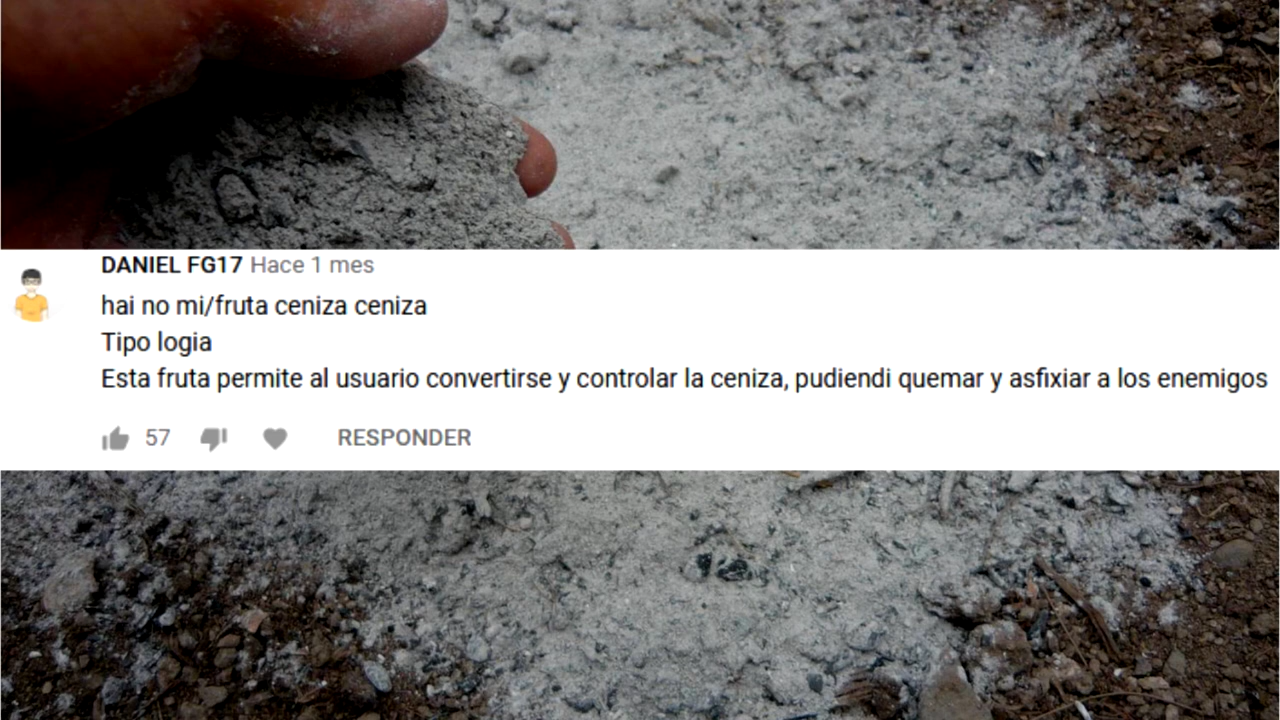 DANIEL FG17 Hace 1 mes
hai no mi/fruta ceniza ceniza
Tipo logia
Esta fruta permite al usuario convertirse y controlar la ceniza, pudiendi quemar y asfixiar a los enemigos
57 RESPONDER